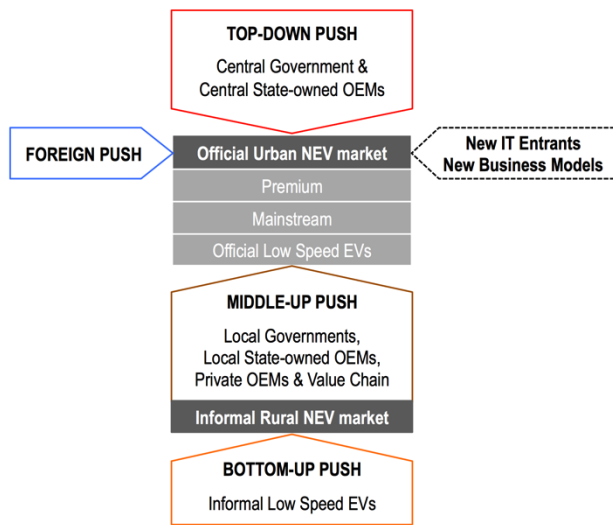 TOP-DOWN PUSH
Central Government &
Central State-owned OEMs
FOREIGN PUSH
Official Urban NEV market
New IT Entrants
New Business Models
Premium
Mainstream
Official Low Speed EVs
MIDDLE-UP PUSH
Local Governments,
Local State-owned OEMs,
Private OEMs & Value Chain
Informal Rural NEV market
BOTTOM-UP PUSH
Informal Low Speed EVs